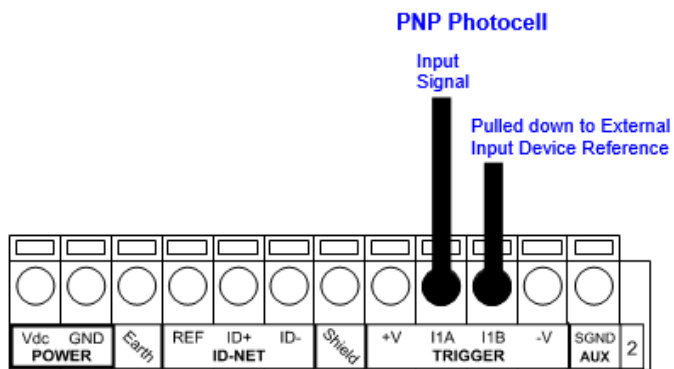 PNP Photocell
Input
Signal
Pulled down to External
Input Device Reference
Vdc GND Earth REF ID+ ID- Shield +V I1A I1B -V SGND 2
POWER ID-NET TRIGGER AUX